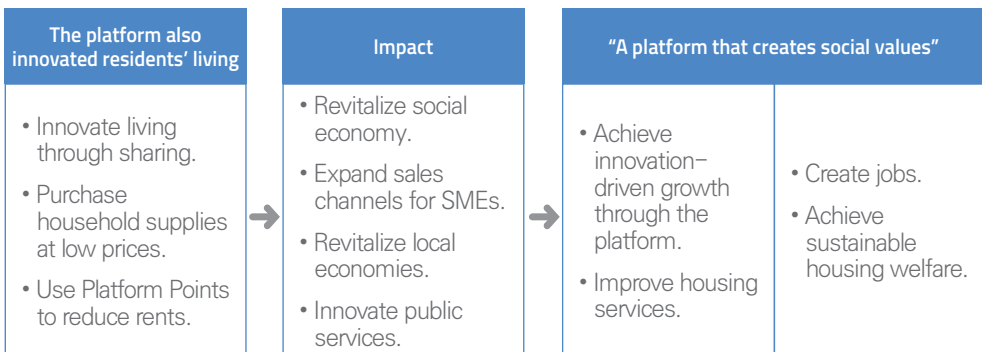 The platform also
innovated residents’ living
• Innovate living
through sharing.
• Purchase
household supplies
at low prices.
• Use Platform Points
to reduce rents.
Impact
• Revitalize social
economy.
• Expand sales
channels for SMEs.
• Revitalize local
economies.
• Innovate public
services.
“A platform that creates social values”
• Achieve
innovation–
driven growth
through the
platform.
• Improve housing
services.
• Create jobs.
• Achieve
sustainable
housing welfare.